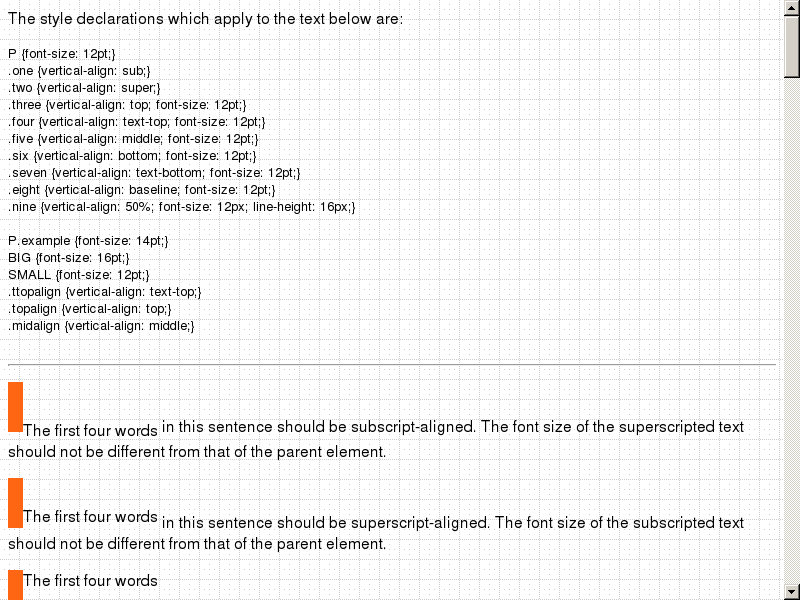 The style declarations which apply to the text below are:
P {font-size: 12pt;}
.one {vertical-align: sub;}
.two {vertical-align: super;}
.three {vertical-align: top; font-size: 12pt;}
.four {vertical-align: text-top; font-size: 12pt;}
.five {vertical-align: middle; font-size: 12pt;}
.six {vertical-align: bottom; font-size: 12pt;}
.seven {vertical-align: text-bottom; font-size: 12pt;}
.eight {vertical-align: baseline; font-size: 12pt;}
.nine {vertical-align: 50%; font-size: 12px; line-height: 16px;}
P.example {font-size: 14pt;}
BIG {font-size: 16pt;}
SMALL {font-size: 12pt;}
.ttopalign {vertical-align: text-top;}
.topalign {vertical-align: top;}
.midalign {vertical-align: middle;}
The first four words in this sentence should be subscript-aligned. The font size of the superscripted text
should not be different from that of the parent element.
The first four words in this sentence should be superscript-aligned. The font size of the subscripted text
should not be different from that of the parent element.
The first four words